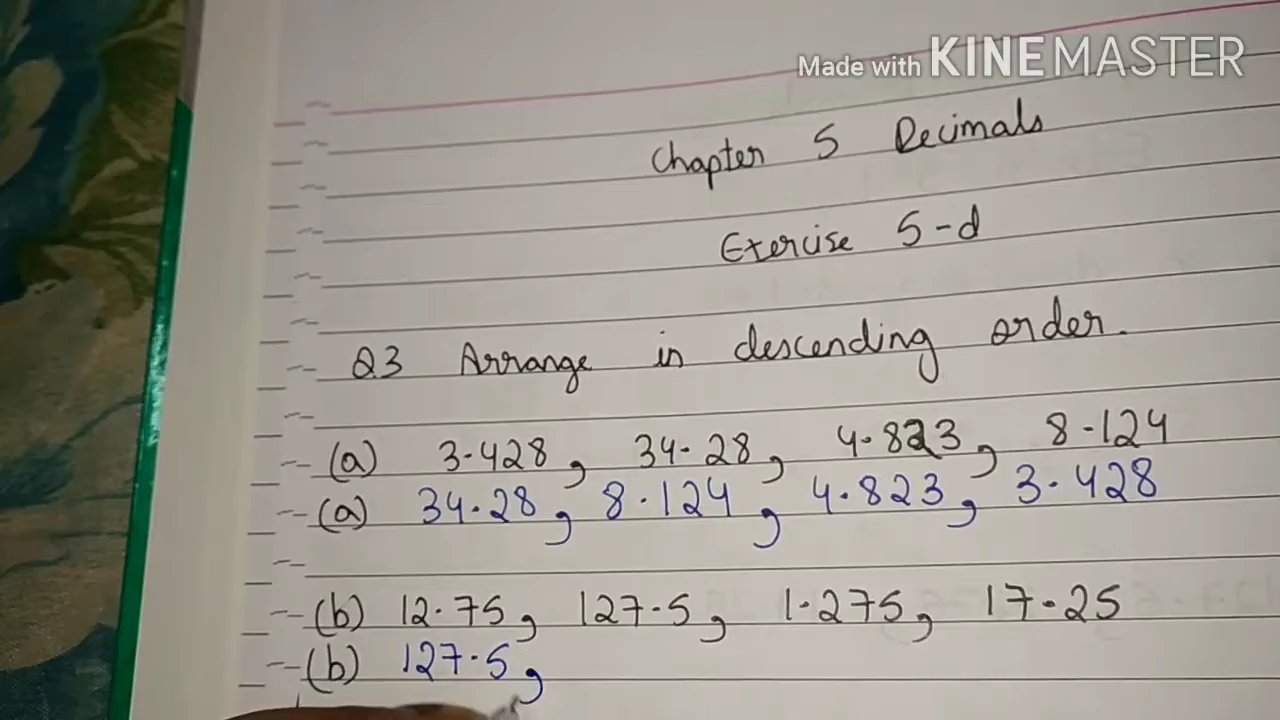 Made with KINEMASTER
Chapter 5 Decimals
Exercise 5-d
Q3 Arrange in descending order.
(a) 3.428, 34.28, 4.823, 8.124
(a) 34.28, 8.124, 4.823, 3.428
(b) 12.75, 127.5, 1.275, 17.25
(b) 127.5,